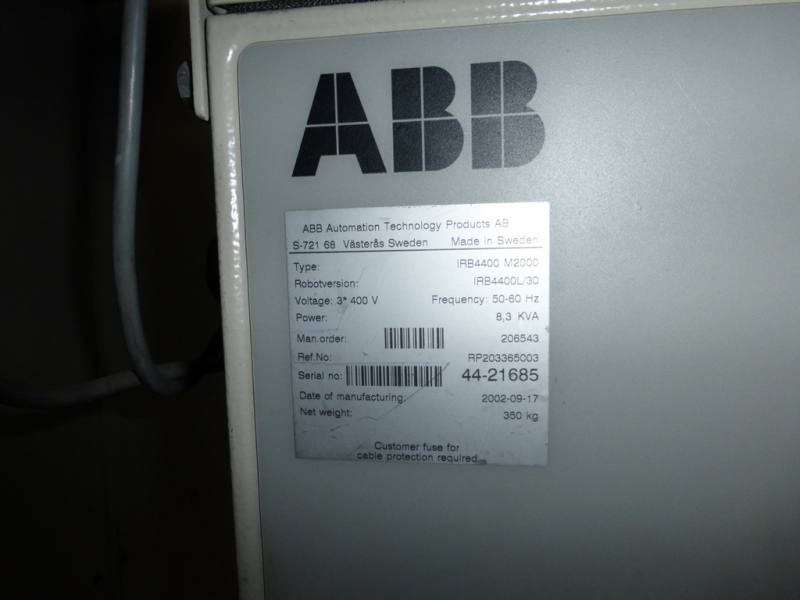 ABB
ABB Automation Technology Products AB
S-721 68 Västerås Sweden Made in Sweden
Type: IRB4400 M2000
Robotversion: IRB4400L/30
Voltage: 3* 400 V Frequency: 50-60 Hz
Power: 8,3 KVA
Man.order: 206543
Ref.No: RP203365003
Serial no: 44-21685
Date of manufacturing: 2002-09-17
Net weight: 350 kg
Customer fuse for
cable protection required